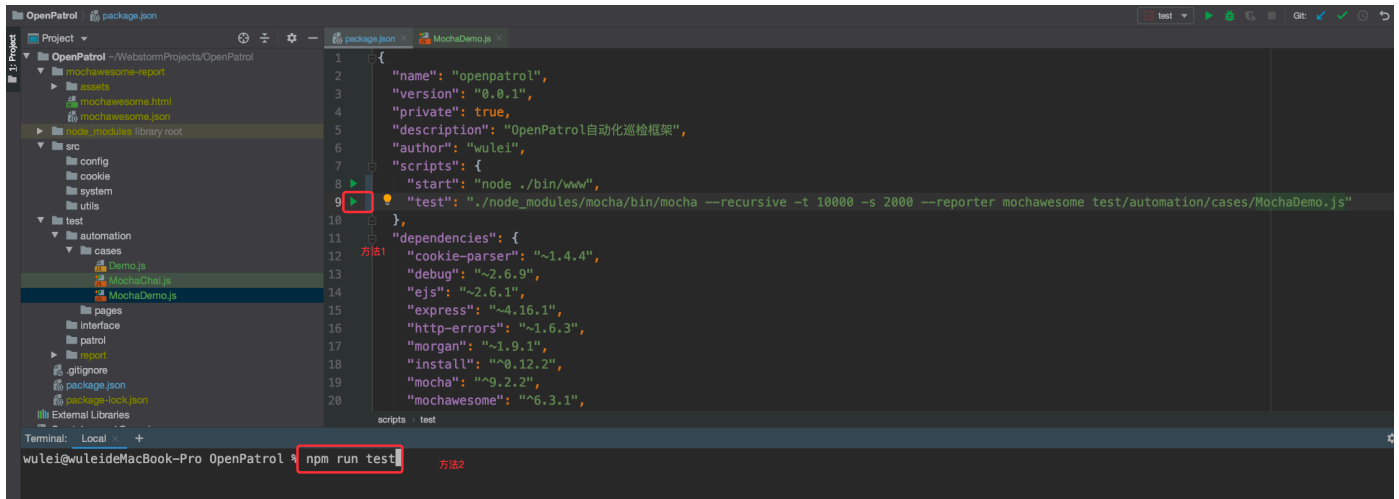 OpenPatrol package.json test Git:
1: Project
Project
package.json MochaDemo.js
OpenPatrol ~/WebstormProjects/OpenPatrol
mochawesome-report
assets
mochawesome.html
mochawesome.json
node_modules library root
src
config
cookie
system
utils
test
automation
cases
Demo.js
MochaChai.js
MochaDemo.js
pages
interface
patrol
report
.gitignore
package.json
package-lock.json
External Libraries
1 {
2 "name": "openpatrol",
3 "version": "0.0.1",
4 "private": true,
5 "description": "OpenPatrol自动化巡检框架",
6 "author": "wulei",
7 "scripts": {
8 "start": "node ./bin/www",
9 "test": "./node_modules/mocha/bin/mocha --recursive -t 10000 -s 2000 --reporter mochawesome test/automation/cases/MochaDemo.js"
10 },
11 "dependencies": {
方法1
12 "cookie-parser": "~1.4.4",
13 "debug": "~2.6.9",
14 "ejs": "~2.6.1",
15 "express": "~4.16.1",
16 "http-errors": "~1.6.3",
17 "morgan": "~1.9.1",
18 "install": "^0.12.2",
19 "mocha": "^9.2.2",
20 "mochawesome": "^6.3.1",
scripts › test
Terminal: Local × +
wulei@wuleideMacBook-Pro OpenPatrol % npm run test 方法2